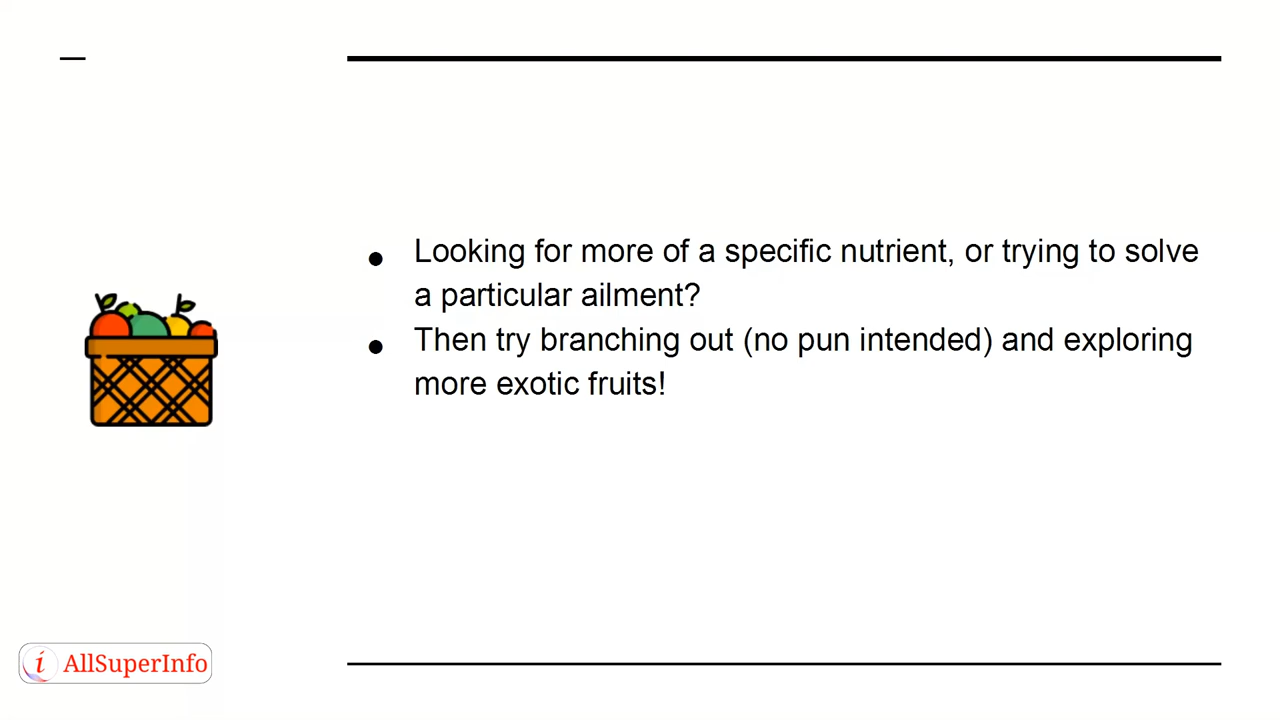 ● Looking for more of a specific nutrient, or trying to solve
a particular ailment?
● Then try branching out (no pun intended) and exploring
more exotic fruits!
i AllSuperInfo